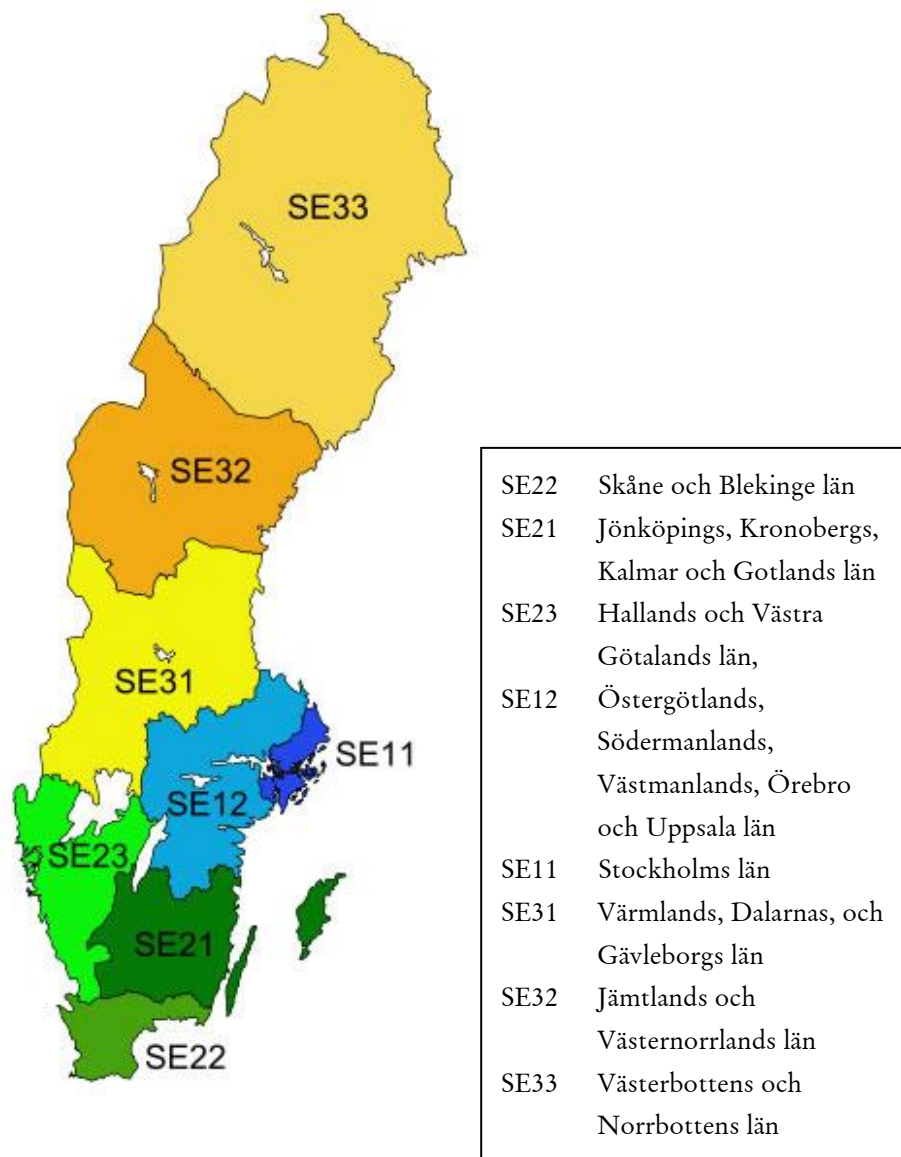 SE33
SE32
SE31
SE11
SE12
SE23
SE21
SE22
SE22 Skåne och Blekinge län
SE21 Jönköpings, Kronobergs,
Kalmar och Gotlands län
SE23 Hallands och Västra
Götalands län,
SE12 Östergötlands,
Södermanlands,
Västmanlands, Örebro
och Uppsala län
SE11 Stockholms län
SE31 Värmlands, Dalarnas, och
Gävleborgs län
SE32 Jämtlands och
Västernorrlands län
SE33 Västerbottens och
Norrbottens län